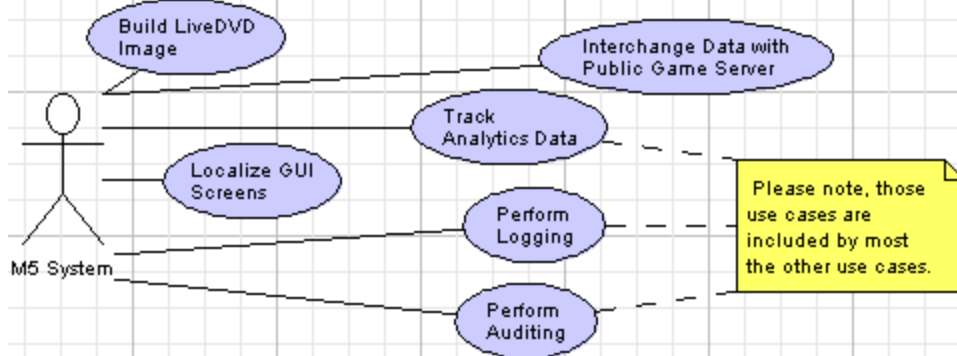 Build LiveDVD
Image
Interchange Data with
Public Game Server
Track
Analytics Data
Localize GUI
Screens
Perform
Logging
Perform
Auditing
M5 System
Please note, those
use cases are
included by most
the other use cases.